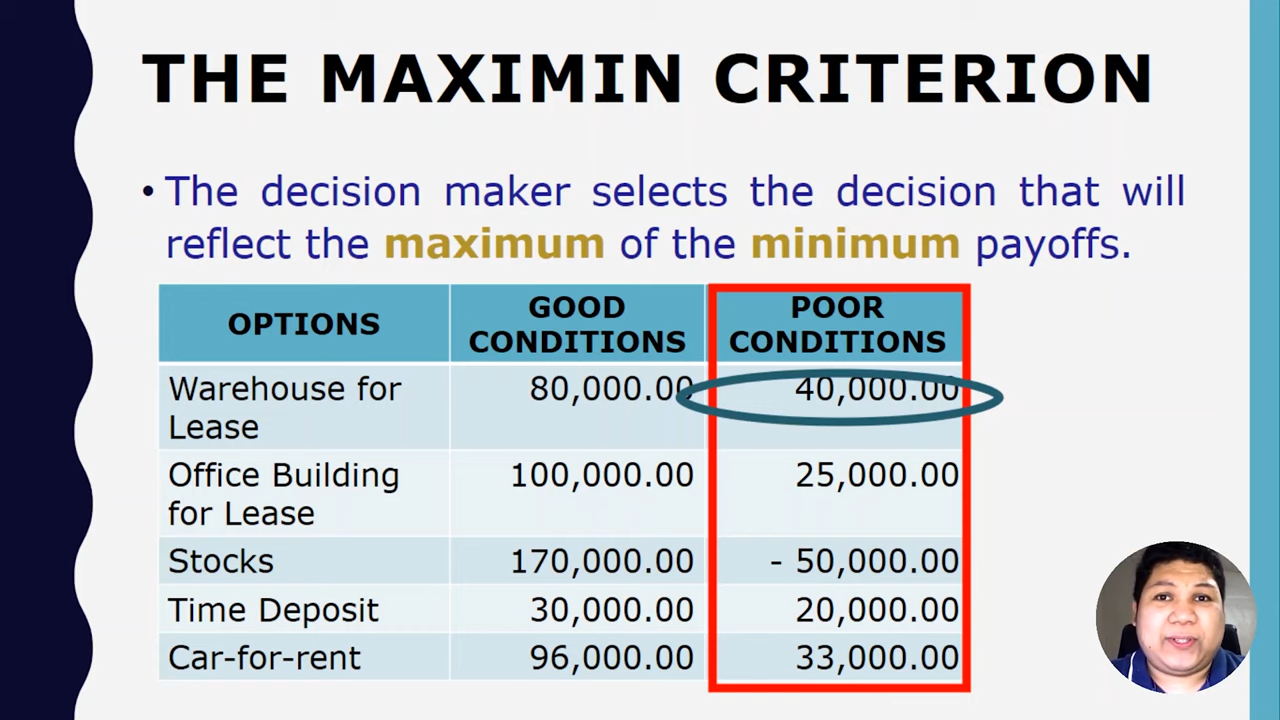 THE MAXIMIN CRITERION
• The decision maker selects the decision that will
reflect the maximum of the minimum payoffs.
OPTIONS GOOD CONDITIONS POOR CONDITIONS
Warehouse for Lease 80,000.00 40,000.00
Office Building for Lease 100,000.00 25,000.00
Stocks 170,000.00 - 50,000.00
Time Deposit 30,000.00 20,000.00
Car-for-rent 96,000.00 33,000.00